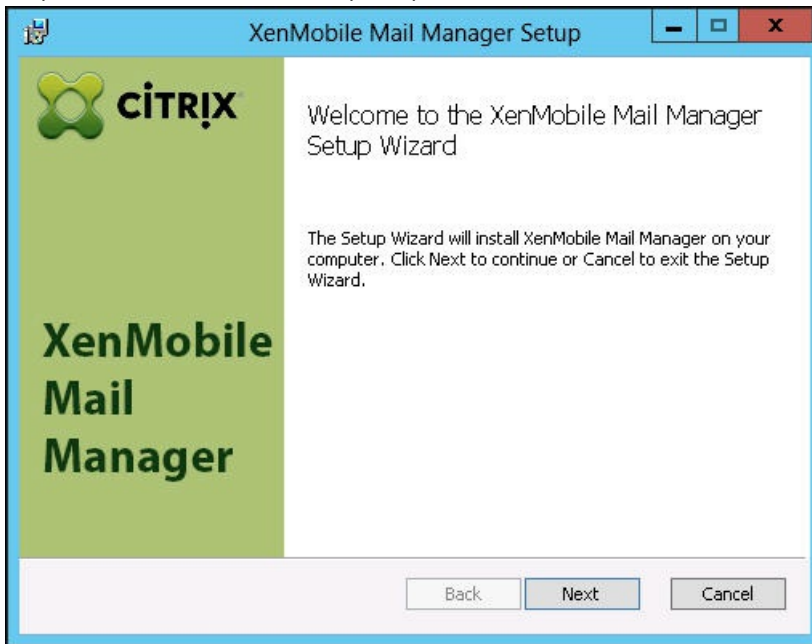 XenMobile Mail Manager Setup
CİTRỊX
Welcome to the XenMobile Mail Manager
Setup Wizard
The Setup Wizard will install XenMobile Mail Manager on your
computer. Click Next to continue or Cancel to exit the Setup
Wizard.
XenMobile
Mail
Manager
Back
Next
Cancel